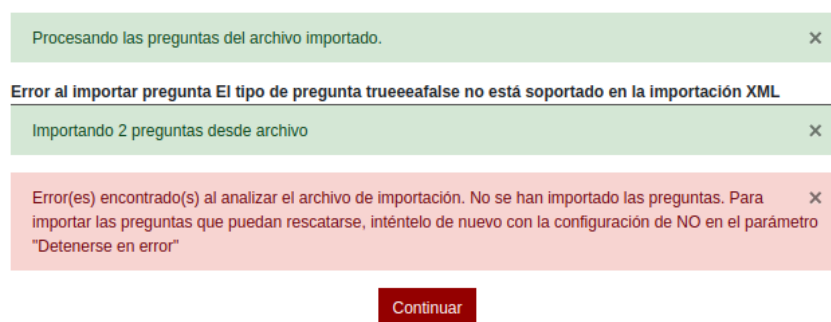 Procesando las preguntas del archivo importado. ×
Error al importar pregunta El tipo de pregunta trueeeafalse no está soportado en la importación XML
Importando 2 preguntas desde archivo ×
Error(es) encontrado(s) al analizar el archivo de importación. No se han importado las preguntas. Para ×
importar las preguntas que puedan rescatarse, inténtelo de nuevo con la configuración de NO en el parámetro
"Detenerse en error"
Continuar